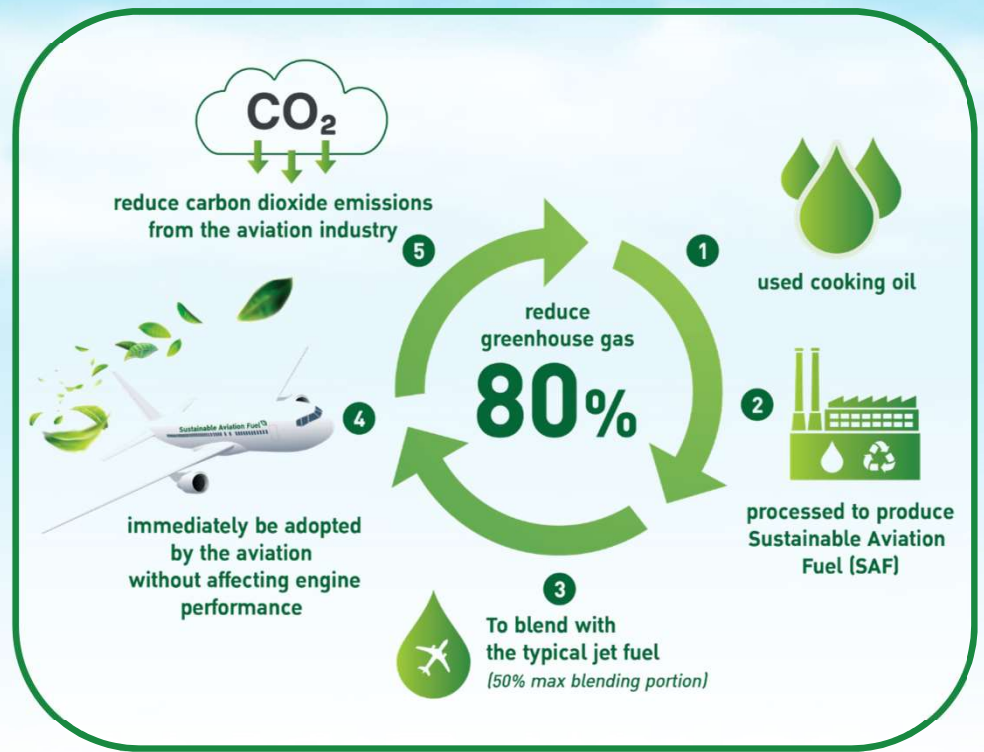 CO₂
reduce carbon dioxide emissions
from the aviation industry
5
1
used cooking oil
reduce
greenhouse gas
80%
2
processed to produce
Sustainable Aviation
Fuel (SAF)
3
To blend with
the typical jet fuel
(50% max blending portion)
4
Sustainable Aviation Fuel
immediately be adopted
by the aviation
without affecting engine
performance